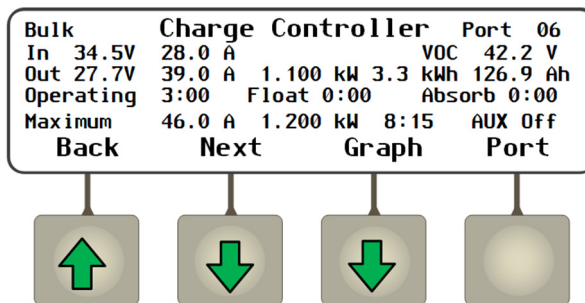 Bulk Charge Controller Port 06
In 34.5V 28.0 A VOC 42.2 V
Out 27.7V 39.0 A 1.100 kW 3.3 kWh 126.9 Ah
Operating 3:00 Float 0:00 Absorb 0:00
Maximum 46.0 A 1.200 kW 8:15 AUX Off
Back Next Graph Port